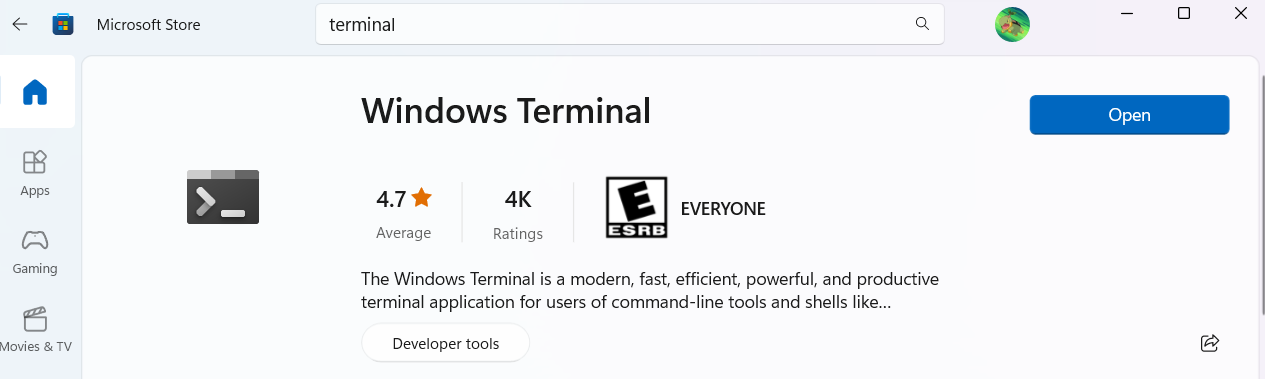 Microsoft Store
terminal
Windows Terminal
Open
4.7
Average
4K
Ratings
E
ESRB
EVERYONE
Apps
Gaming
Movies & TV
The Windows Terminal is a modern, fast, efficient, powerful, and productive
terminal application for users of command-line tools and shells like...
Developer tools